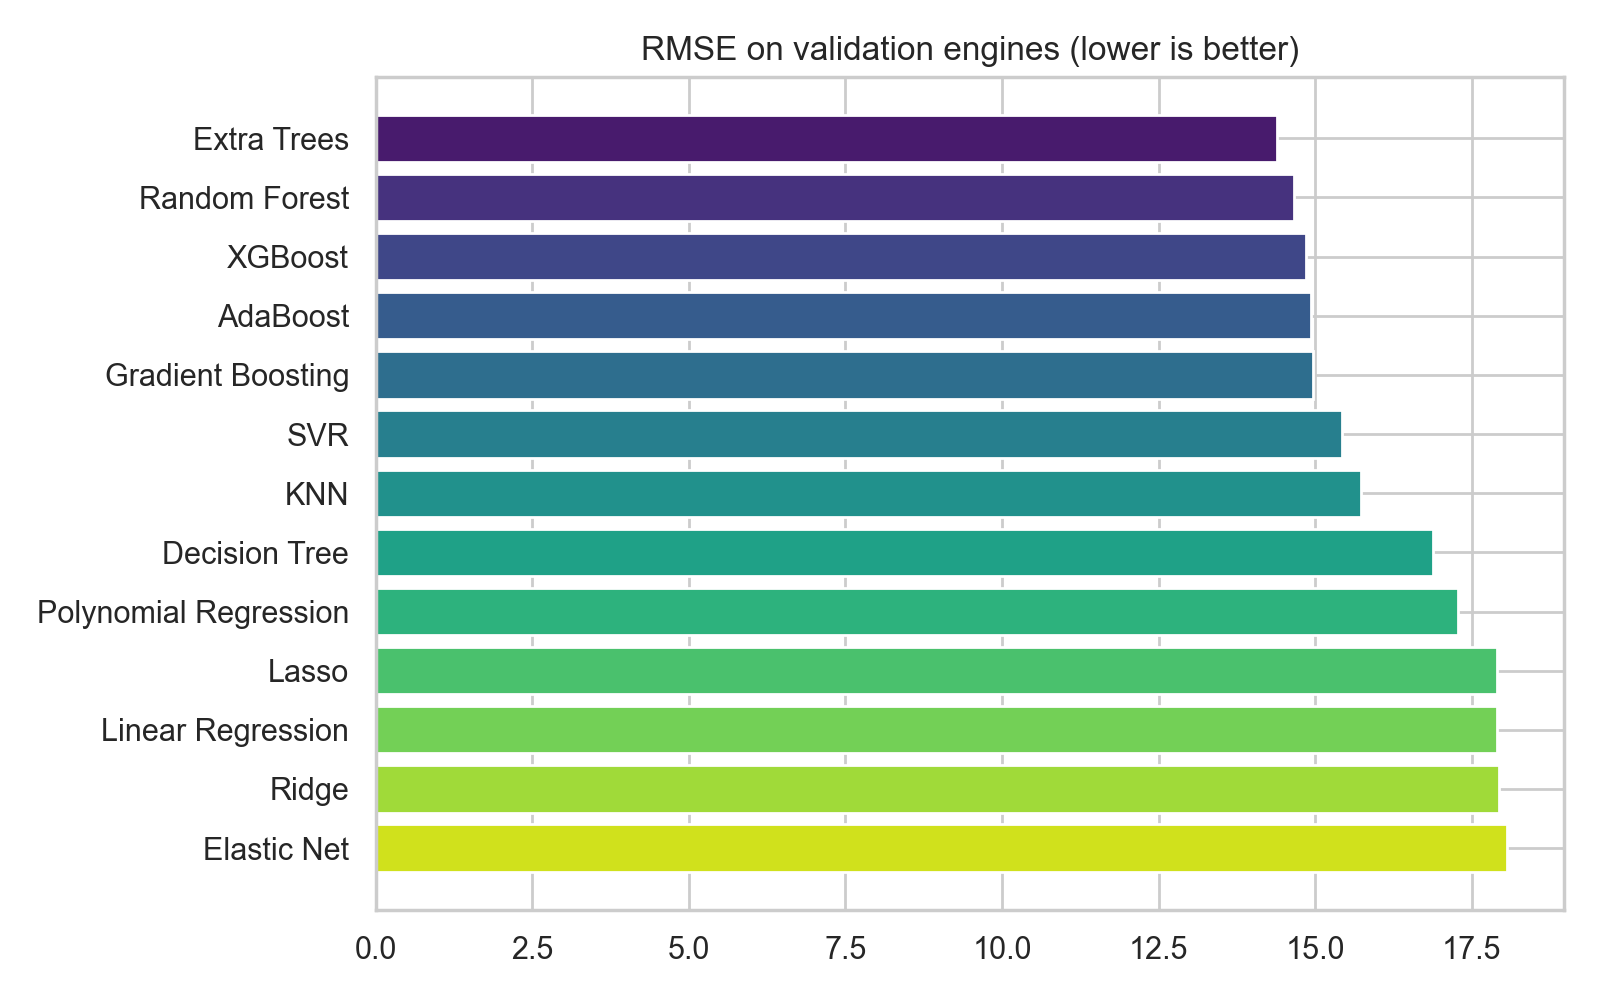 RMSE on validation engines (lower is better)
Extra Trees
Random Forest
XGBoost
AdaBoost
Gradient Boosting
SVR
KNN
Decision Tree
Polynomial Regression
Lasso
Linear Regression
Ridge
Elastic Net
0.0 2.5 5.0 7.5 10.0 12.5 15.0 17.5